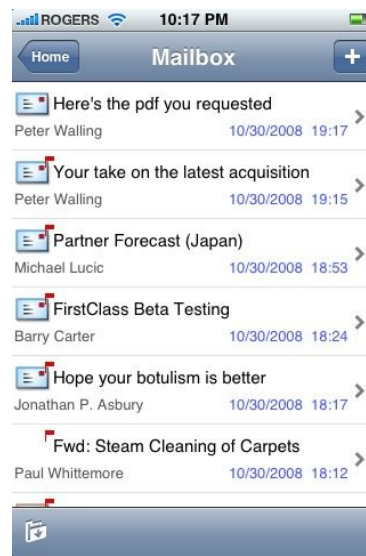 ROGERS 10:17 PM
Home Mailbox +
Here's the pdf you requested
Peter Walling 10/30/2008 19:17
Your take on the latest acquisition
Peter Walling 10/30/2008 19:15
Partner Forecast (Japan)
Michael Lucic 10/30/2008 18:53
FirstClass Beta Testing
Barry Carter 10/30/2008 18:24
Hope your botulism is better
Jonathan P. Asbury 10/30/2008 18:17
Fwd: Steam Cleaning of Carpets
Paul Whittemore 10/30/2008 18:12